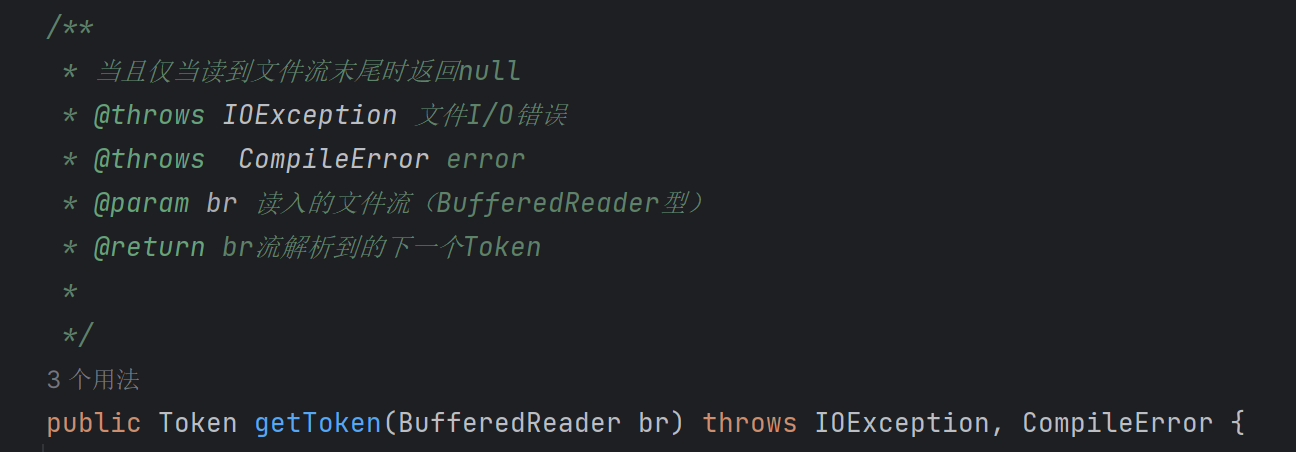 /**
 * 当且仅当读到文件流末尾时返回null
 * @throws IOException 文件I/O错误
 * @throws  CompileError error
 * @param br 读入的文件流（BufferedReader型）
 * @return br流解析到的下一个Token
 *
 */
3 个用法
public Token getToken(BufferedReader br) throws IOException, CompileError {